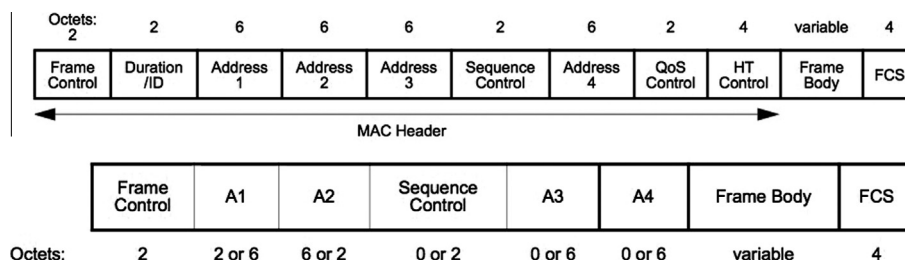 Octets:
2 2 6 6 6 2 6 2 4 variable 4
Frame Control Duration /ID Address 1 Address 2 Address 3 Sequence Control Address 4 QoS Control HT Control Frame Body FCS
MAC Header
Frame Control A1 A2 Sequence Control A3 A4 Frame Body FCS
Octets: 2 2 or 6 6 or 2 0 or 2 0 or 6 0 or 6 variable 4